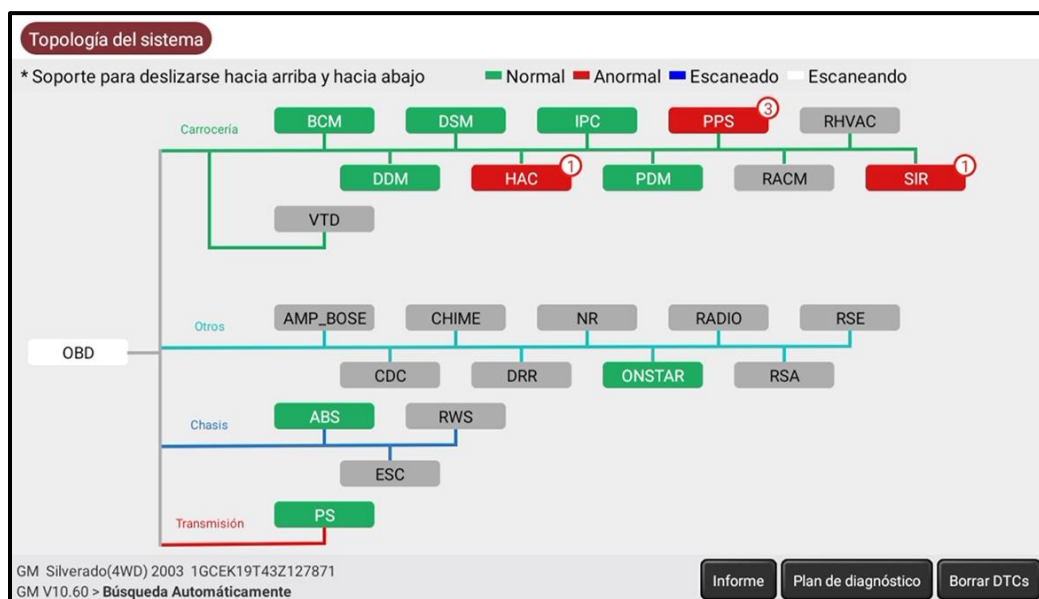 Topología del sistema
* Soporte para deslizarse hacia arriba y hacia abajo Normal Anormal Escaneado Escaneando
Carrocería BCM DSM IPC PPS 3 RHVAC
DDM HAC 1 PDM RACM SIR 1
VTD
Otros AMP_BOSE CHIME NR RADIO RSE
OBD
CDC DRR ONSTAR RSA
Chasis ABS RWS
ESC
Transmisión PS
GM Silverado(4WD) 2003 1GCEK19T43Z127871
GM V10.60 > Búsqueda Automáticamente
Informe Plan de diagnóstico Borrar DTCs